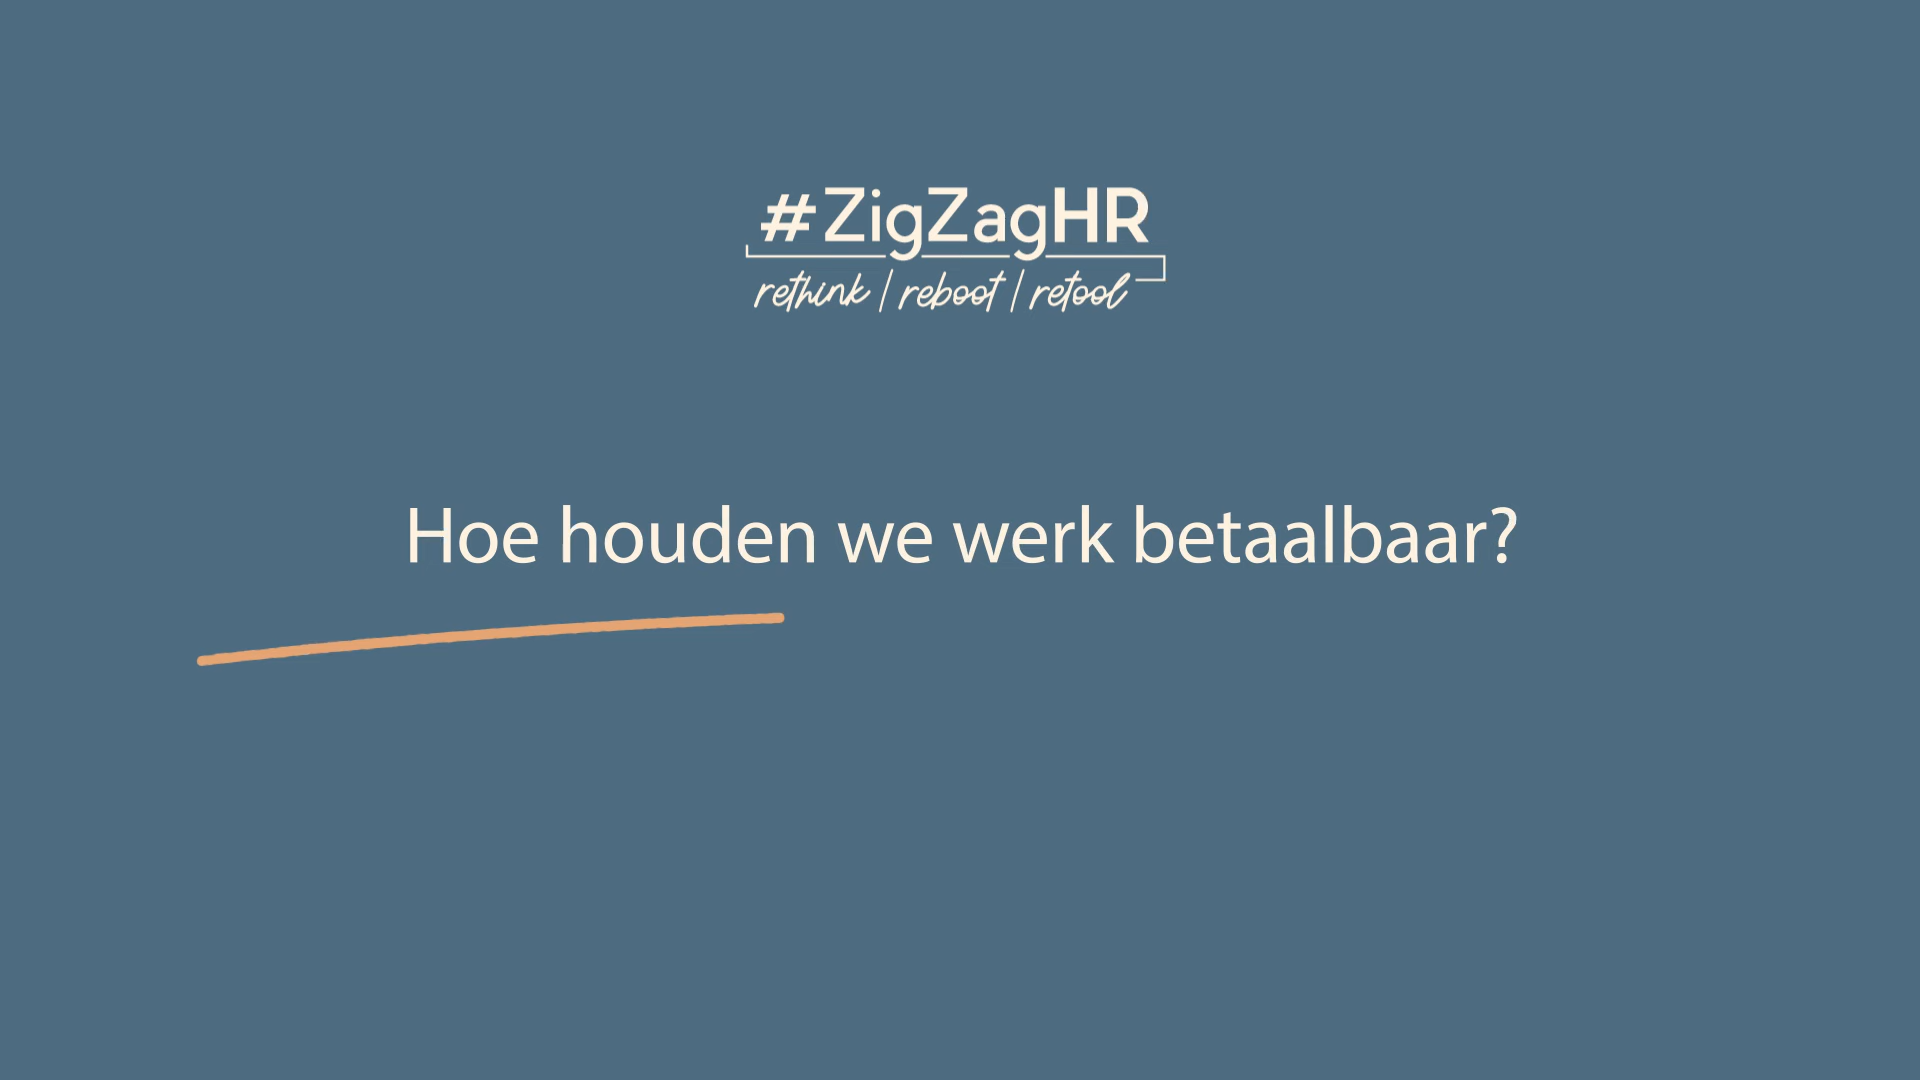 #ZigZagHR
rethink / reboot / retool
Hoe houden we werk betaalbaar?